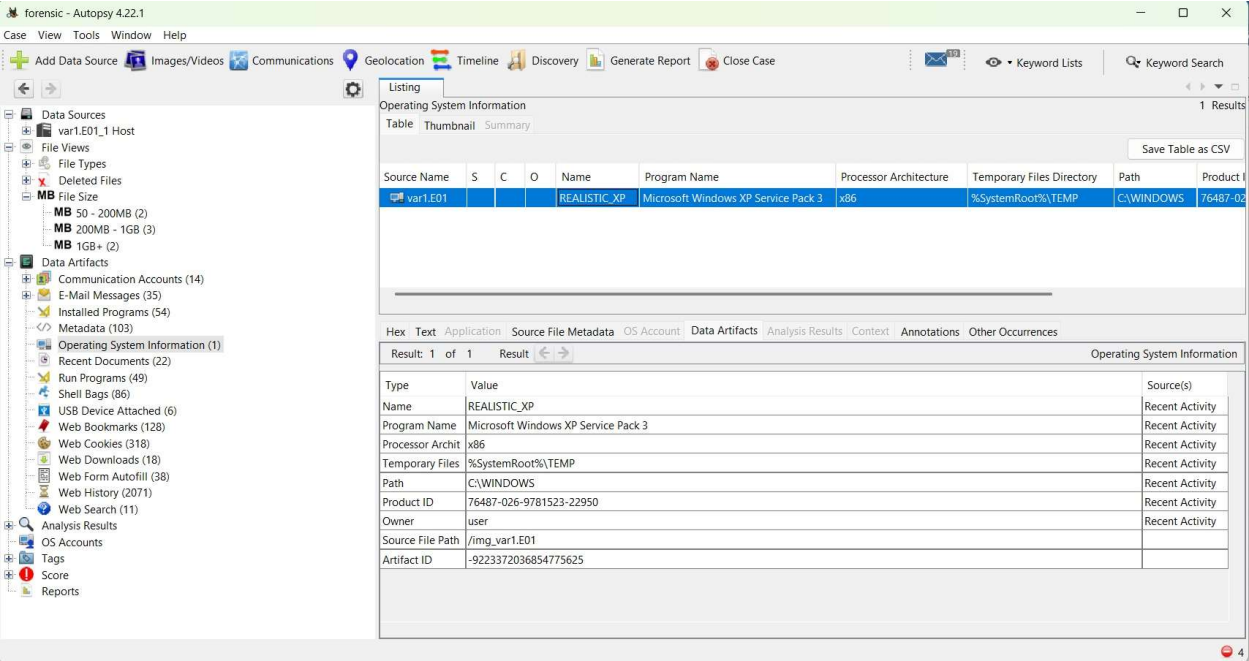 forensic - Autopsy 4.22.1
Case View Tools Window Help
Add Data Source Images/Videos Communications Geolocation Timeline Discovery Generate Report Close Case 19 Keyword Lists Keyword Search
Listing
Operating System Information 1 Results
Table Thumbnail Summary
Save Table as CSV
Source Name S C O Name Program Name Processor Architecture Temporary Files Directory Path Product I
var1.E01 REALISTIC_XP Microsoft Windows XP Service Pack 3 x86 %SystemRoot%\TEMP C:\WINDOWS 76487-02
Data Sources
var1.E01_1 Host
File Views
File Types
Deleted Files
MB File Size
MB 50 - 200MB (2)
MB 200MB - 1GB (3)
MB 1GB+ (2)
Data Artifacts
Communication Accounts (14)
E-Mail Messages (35)
Installed Programs (54)
Metadata (103)
Operating System Information (1)
Recent Documents (22)
Run Programs (49)
Shell Bags (86)
USB Device Attached (6)
Web Bookmarks (128)
Web Cookies (318)
Web Downloads (18)
Web Form Autofill (38)
Web History (2071)
Web Search (11)
Analysis Results
OS Accounts
Tags
Score
Reports
Hex Text Application Source File Metadata OS Account Data Artifacts Analysis Results Context Annotations Other Occurrences
Result: 1 of 1 Result Operating System Information
Type Value Source(s)
Name REALISTIC_XP Recent Activity
Program Name Microsoft Windows XP Service Pack 3 Recent Activity
Processor Archit x86 Recent Activity
Temporary Files %SystemRoot%\TEMP Recent Activity
Path C:\WINDOWS Recent Activity
Product ID 76487-026-9781523-22950 Recent Activity
Owner user Recent Activity
Source File Path /img_var1.E01
Artifact ID -9223372036854775625
4